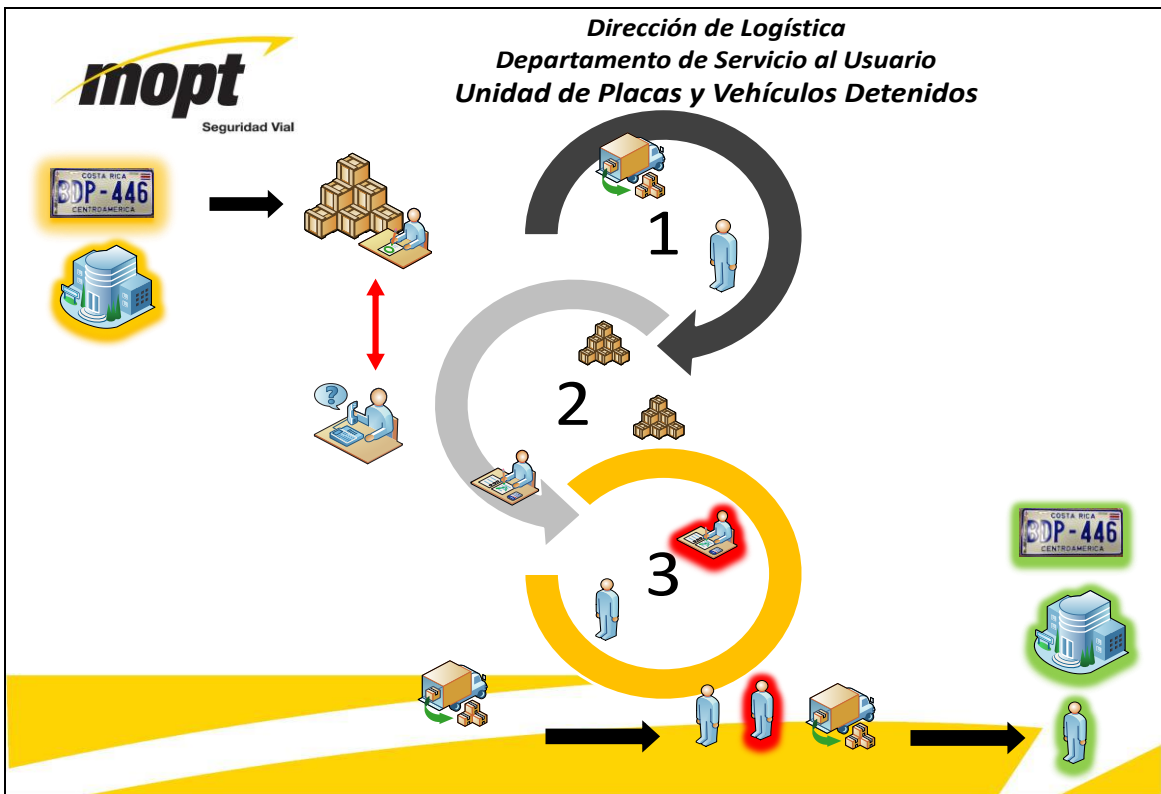 Dirección de Logística
Departamento de Servicio al Usuario
Unidad de Placas y Vehículos Detenidos
mopt
Seguridad Vial
COSTA RICA
BDP-446
CENTROAMERICA
1
2
?
3
COSTA RICA
BDP-446
CENTROAMERICA